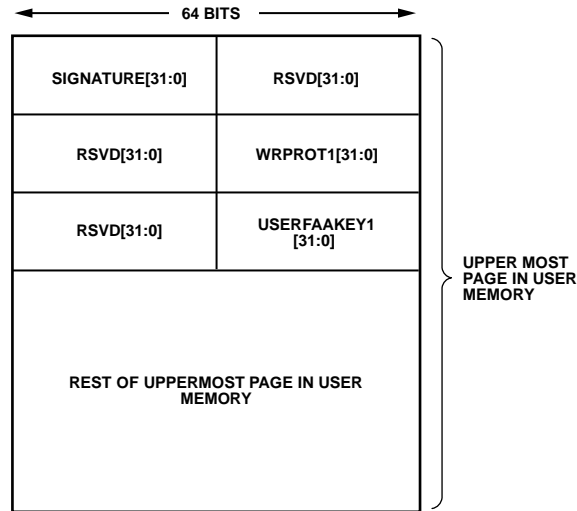 64 BITS
SIGNATURE[31:0]
RSVD[31:0]
RSVD[31:0]
WRPROT1[31:0]
RSVD[31:0]
USERFAAKEY1
[31:0]
UPPER MOST
PAGE IN USER
MEMORY
REST OF UPPERMOST PAGE IN USER
MEMORY